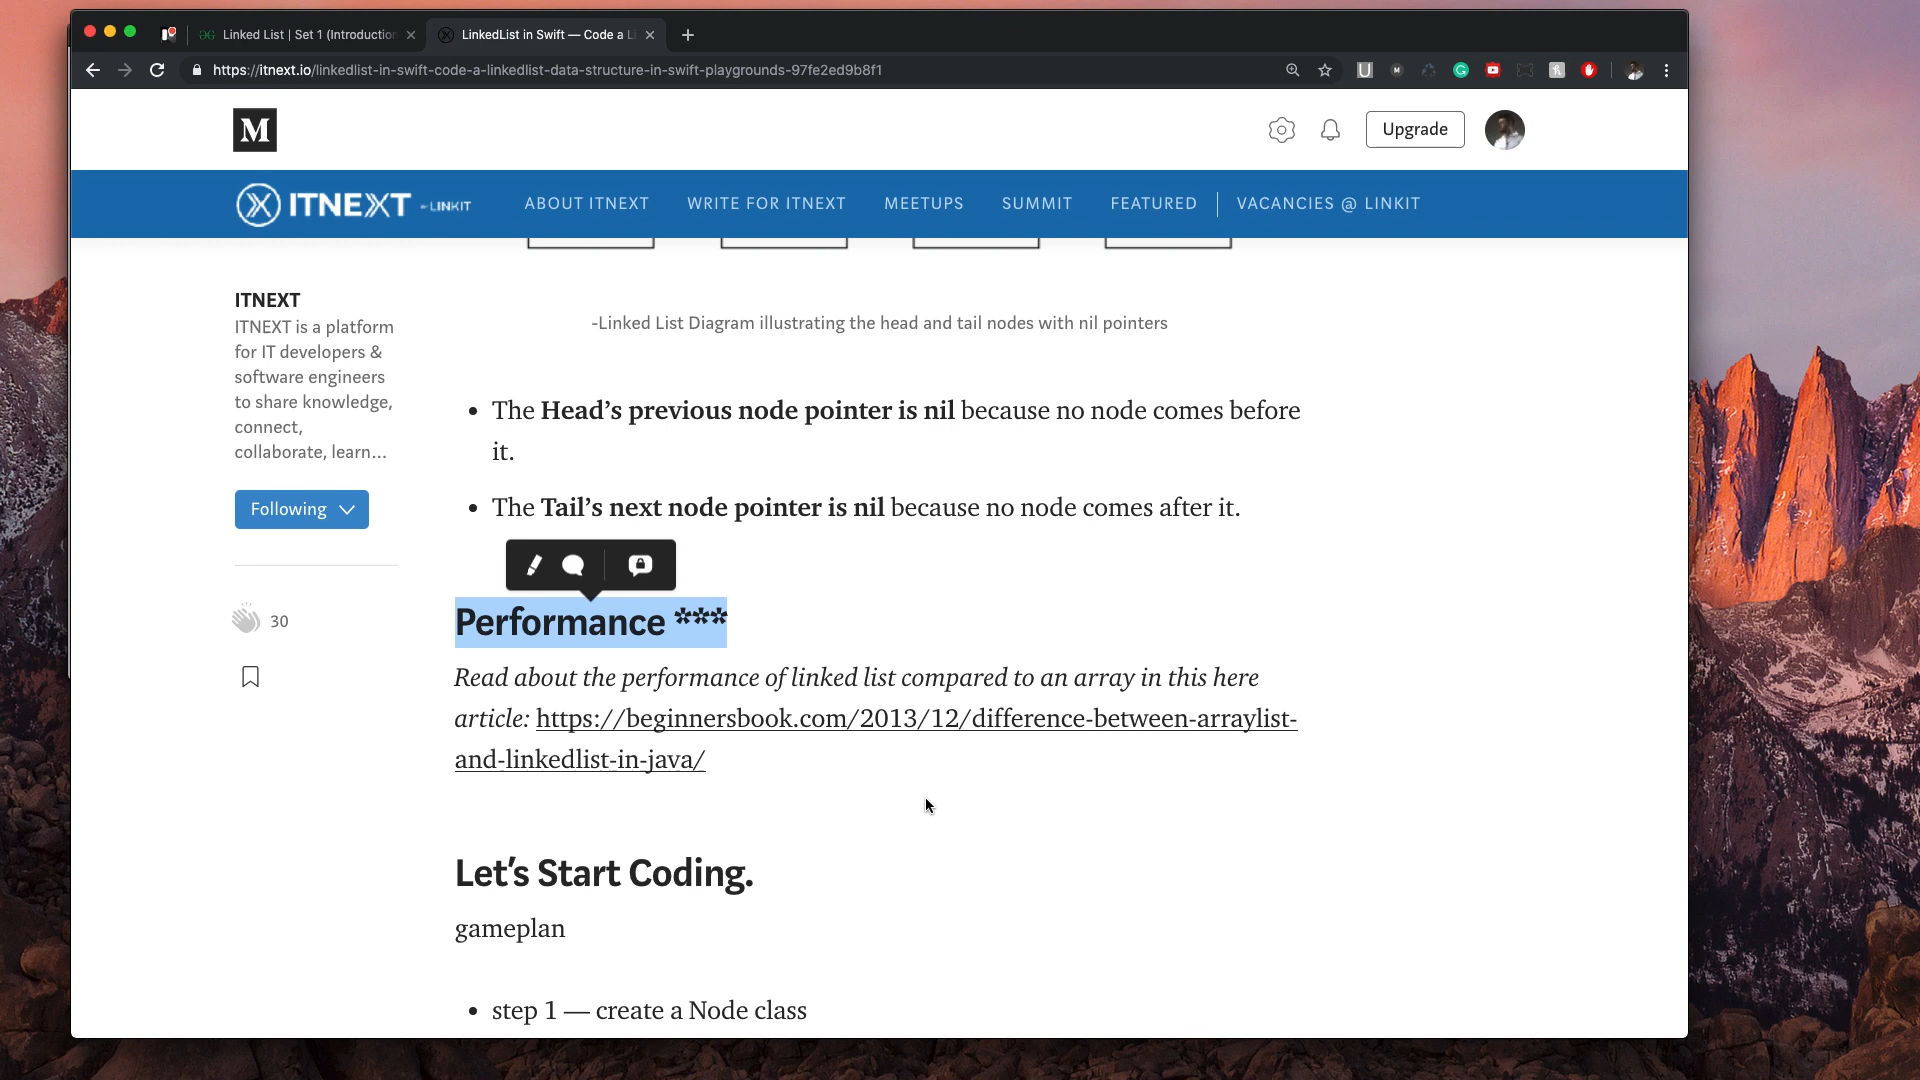 Linked List | Set 1 (Introduction
LinkedList in Swift — Code a Li
https://itnext.io/linkedlist-in-swift-code-a-linkedlist-data-structure-in-swift-playgrounds-97fe2ed9b8f1
M
Upgrade
ITNEXT - LINKIT
ABOUT ITNEXT
WRITE FOR ITNEXT
MEETUPS
SUMMIT
FEATURED
VACANCIES @ LINKIT
ITNEXT
ITNEXT is a platform
for IT developers &
software engineers
to share knowledge,
connect,
collaborate, learn…
Following
30
-Linked List Diagram illustrating the head and tail nodes with nil pointers
• The Head’s previous node pointer is nil because no node comes before
it.
• The Tail’s next node pointer is nil because no node comes after it.
Performance ***
Read about the performance of linked list compared to an array in this here
article: https://beginnersbook.com/2013/12/difference-between-arraylist-
and-linkedlist-in-java/
Let’s Start Coding.
gameplan
• step 1 — create a Node class